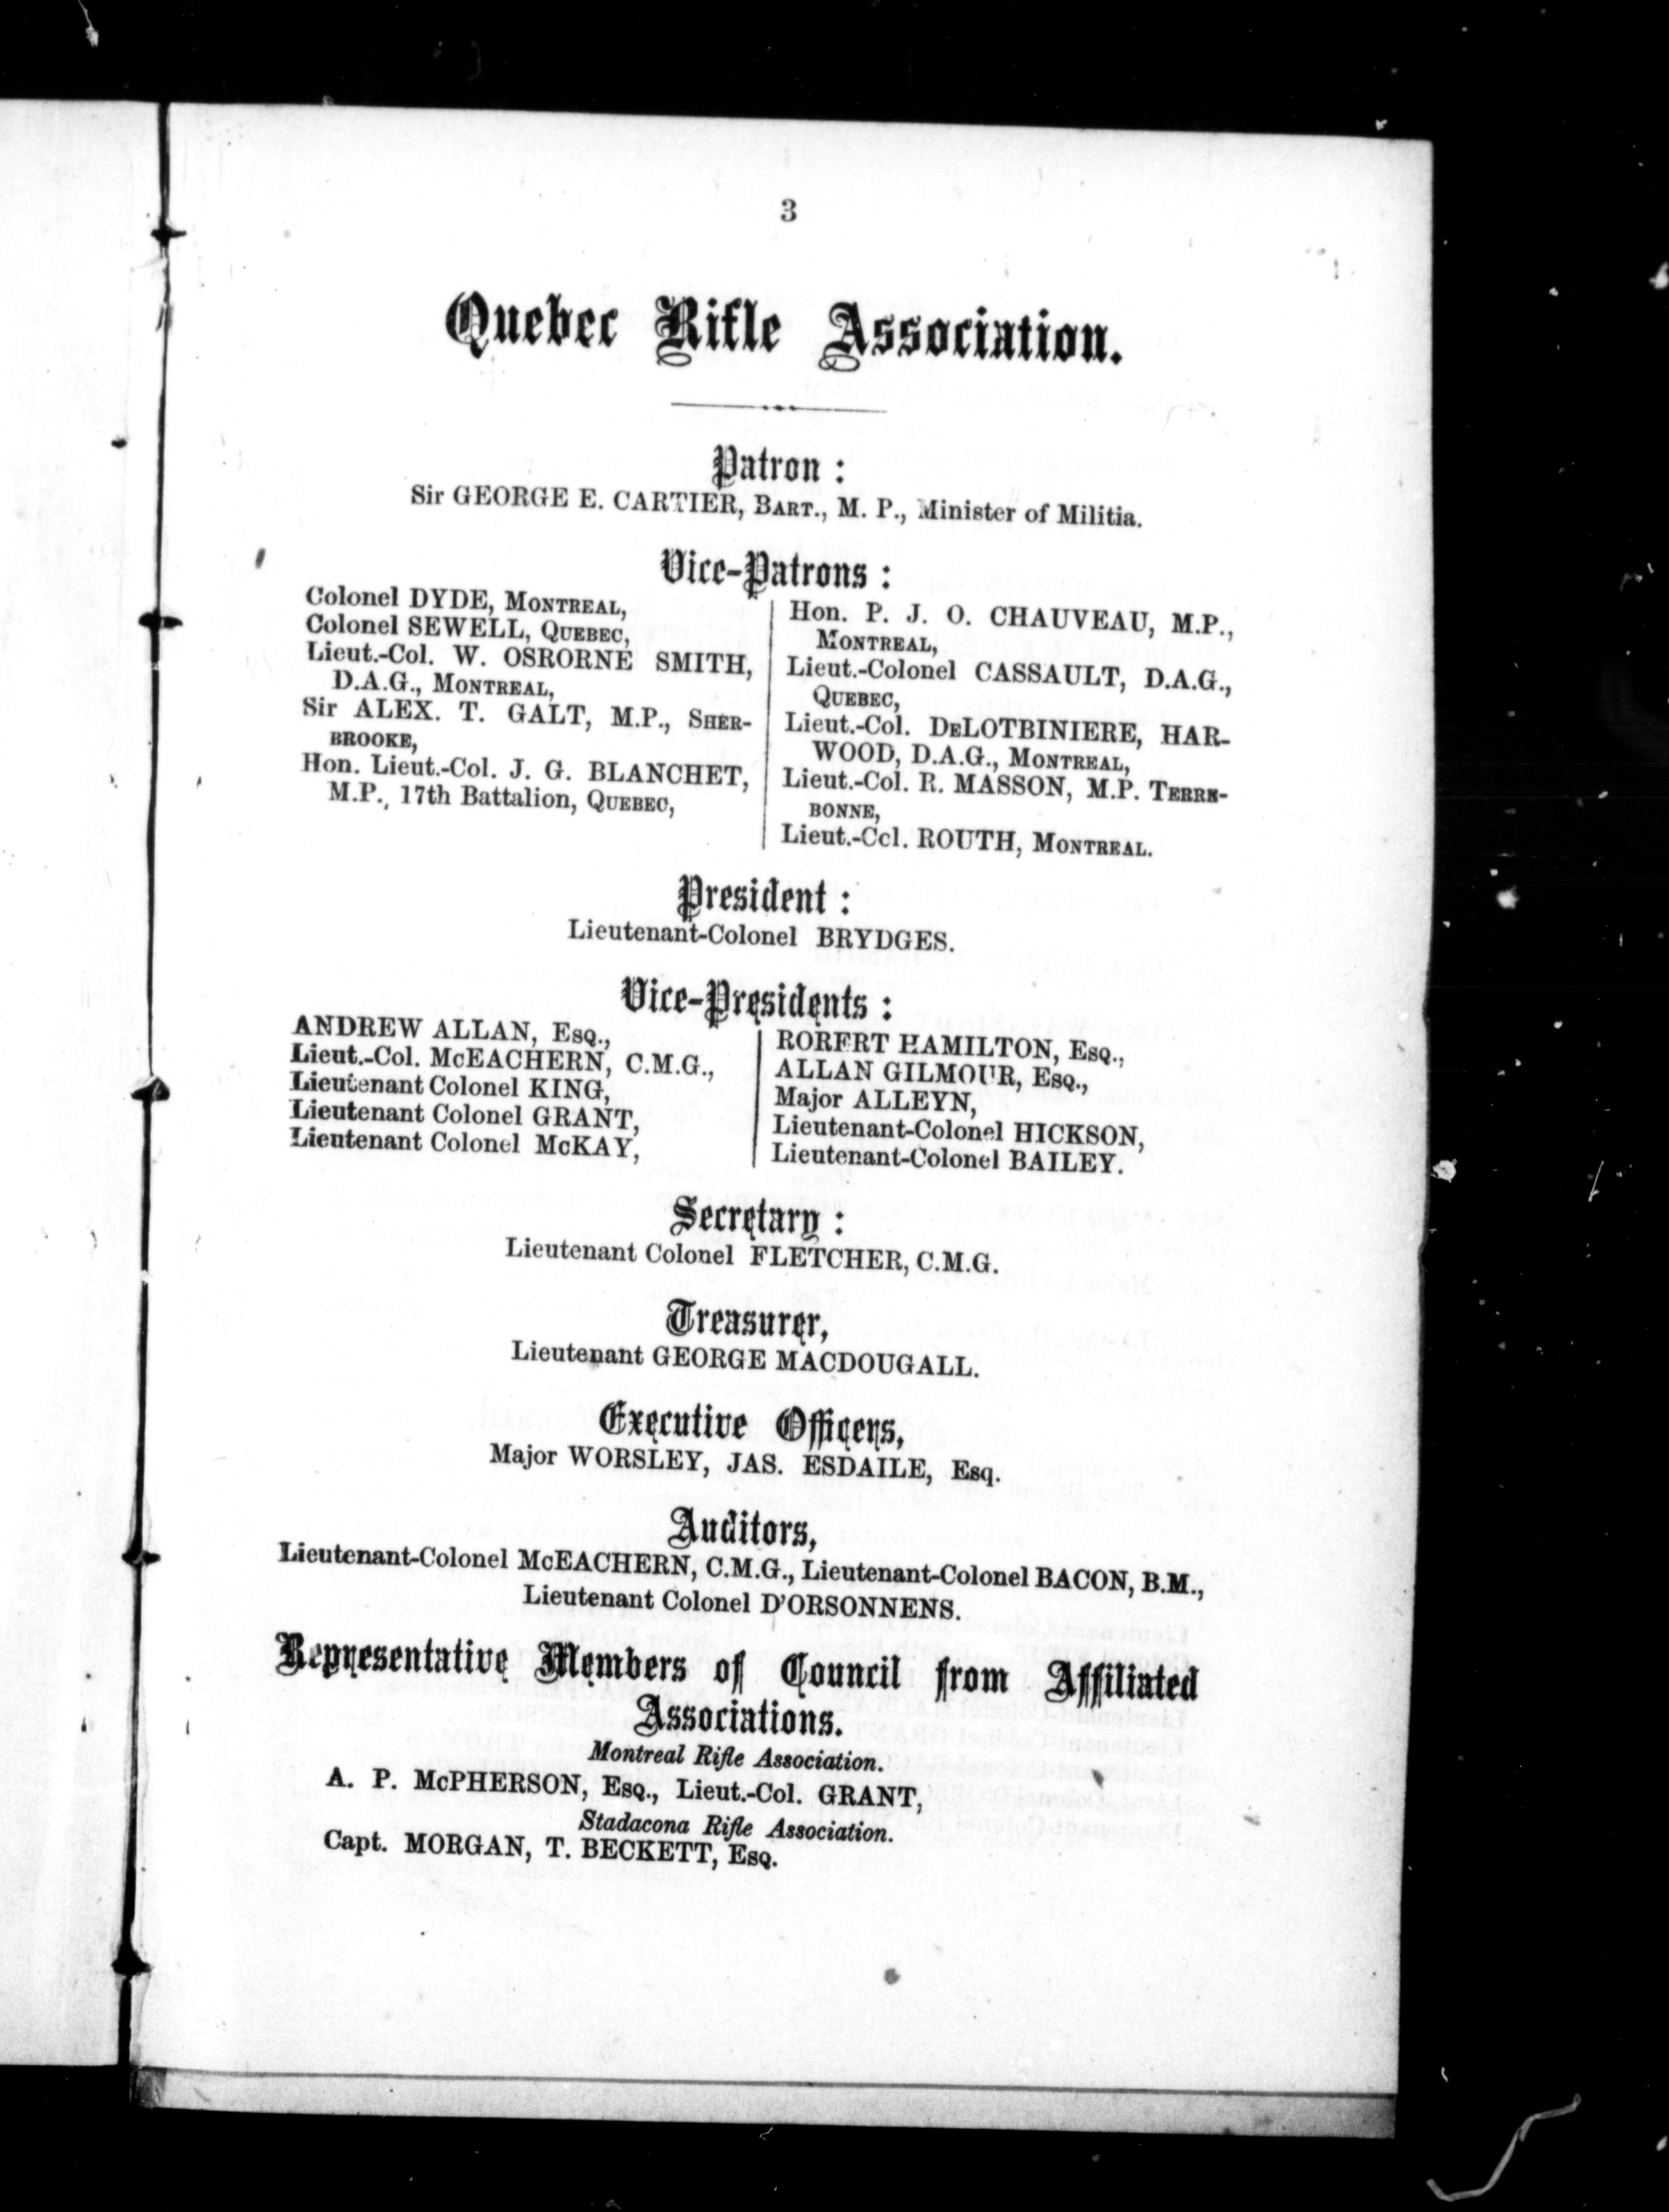 3
Quebec Rifle Association.
Patron :
Sir GEORGE E. CARTIER, BART., M. P., Minister of Militia.
Vice-Patrons :
Colonel DYDE, MONTREAL,
Colonel SEWELL, QUEBEC,
Lieut.-Col. W. OSRORNE SMITH,
D.A.G., MONTREAL,
Sir ALEX. T. GALT, M.P., SHER-
BROOKE,
Hon. Lieut.-Col. J. G. BLANCHET,
M.P., 17th Battalion, QUEBEC,
Hon. P. J. O. CHAUVEAU, M.P.,
MONTREAL,
Lieut.-Colonel CASSAULT, D.A.G.,
QUEBEC,
Lieut.-Col. DELOTBINIERE, HAR-
WOOD, D.A.G., MONTREAL,
Lieut.-Col. R. MASSON, M.P. TERRE-
BONNE,
Lieut.-Ccl. ROUTH, MONTREAL.
President :
Lieutenant-Colonel BRYDGES.
Vice-Presidents :
ANDREW ALLAN, ESQ.,
Lieut.-Col. McEACHERN, C.M.G.,
Lieutenant Colonel KING,
Lieutenant Colonel GRANT,
Lieutenant Colonel McKAY,
ROBERT HAMILTON, ESQ.,
ALLAN GILMOUR, ESQ.,
Major ALLEYN,
Lieutenant-Colonel HICKSON,
Lieutenant-Colonel BAILEY.
Secretary :
Lieutenant Colonel FLETCHER, C.M.G.
Treasurer,
Lieutenant GEORGE MACDOUGALL.
Executive Officers,
Major WORSLEY, JAS. ESDAILE, Esq.
Auditors,
Lieutenant-Colonel McEACHERN, C.M.G., Lieutenant-Colonel BACON, B.M.,
Lieutenant Colonel D'ORSONNENS.
Representative Members of Council from Affiliated
Associations.
Montreal Rifle Association.
A. P. McPHERSON, ESQ., Lieut.-Col. GRANT,
Stadacona Rifle Association.
Capt. MORGAN, T. BECKETT, ESQ.